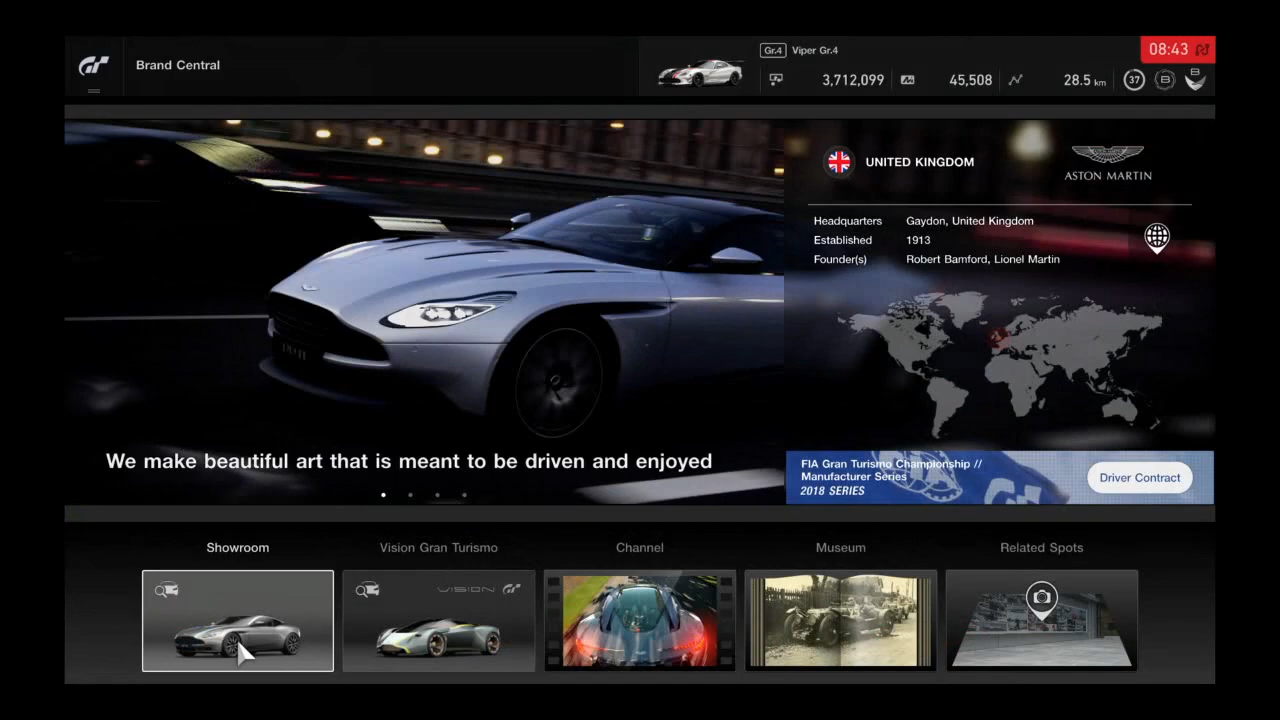 Brand Central
Gr.4 Viper Gr.4
08:43
3,712,099
45,508
28.5 km
37
B
B
UNITED KINGDOM
ASTON MARTIN
Headquarters Gaydon, United Kingdom
Established 1913
Founder(s) Robert Bamford, Lionel Martin
We make beautiful art that is meant to be driven and enjoyed
FIA Gran Turismo Championship //
Manufacturer Series
2018 SERIES
Driver Contract
Showroom
Vision Gran Turismo
Channel
Museum
Related Spots
VISION GT